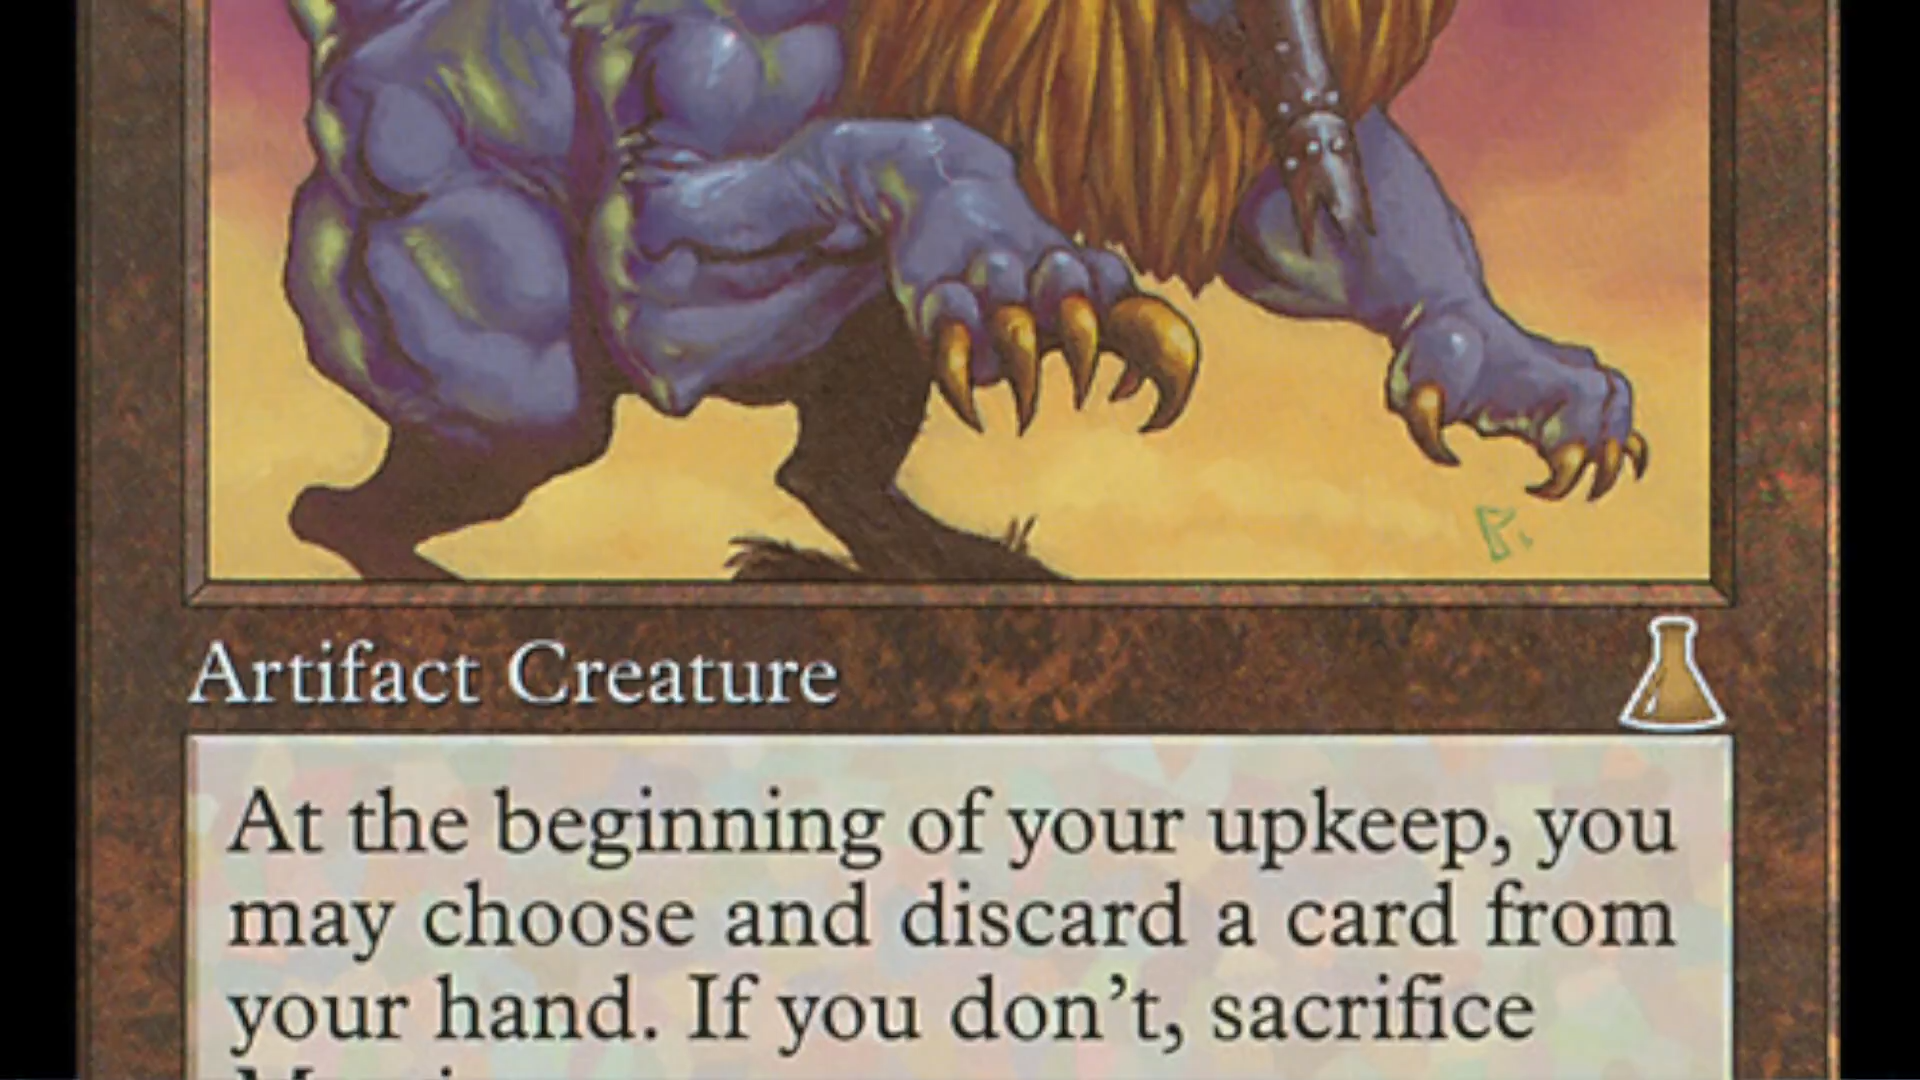 Artifact Creature
At the beginning of your upkeep, you
may choose and discard a card from
your hand. If you don't, sacrifice